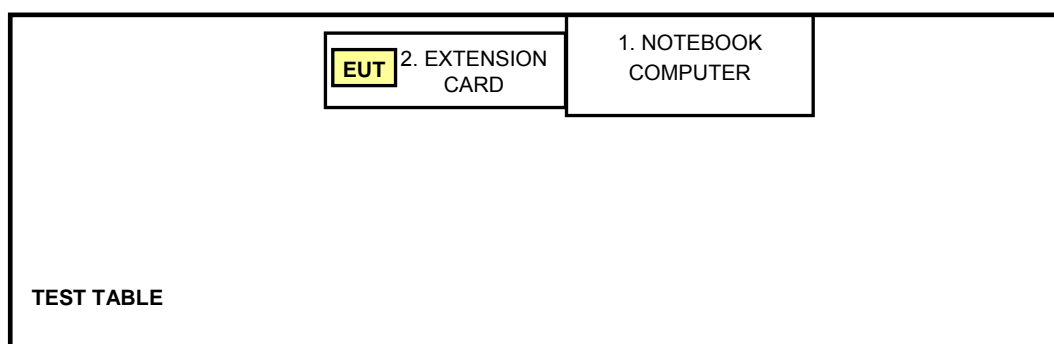 EUT
2. EXTENSION
CARD
1. NOTEBOOK
COMPUTER
TEST TABLE